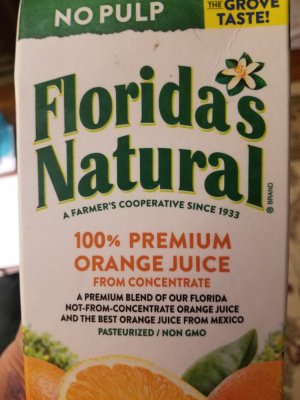 NO PULP
THE GROVE
TASTE!
Florida's
Natural
® BRAND
A FARMER'S COOPERATIVE SINCE 1933
100% PREMIUM
ORANGE JUICE
FROM CONCENTRATE
A PREMIUM BLEND OF OUR FLORIDA
NOT-FROM-CONCENTRATE ORANGE JUICE
AND THE BEST ORANGE JUICE FROM MEXICO
PASTEURIZED / NON GMO